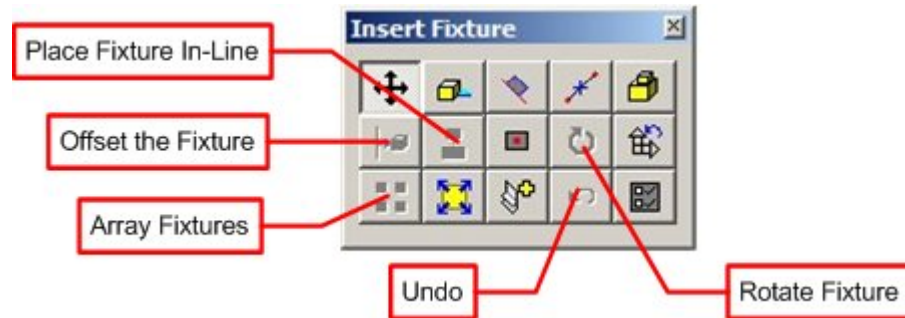 Insert Fixture
Place Fixture In-Line
Offset the Fixture
Array Fixtures
Undo
Rotate Fixture